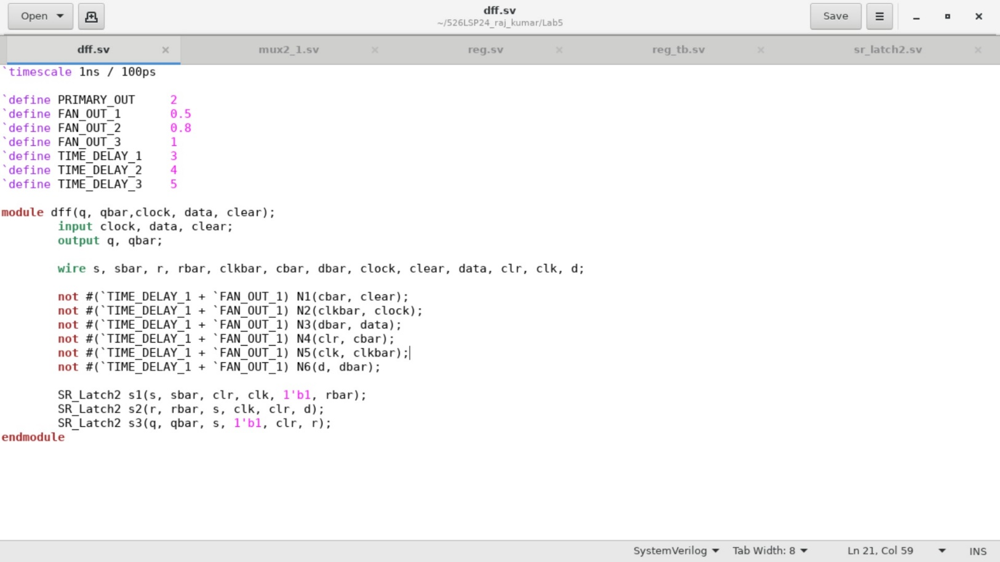 Open
dff.sv
~/526LSP24_raj_kumar/Lab5
Save
dff.sv
mux2_1.sv
reg.sv
reg_tb.sv
sr_latch2.sv
`timescale 1ns / 100ps
`define PRIMARY_OUT     2
`define FAN_OUT_1       0.5
`define FAN_OUT_2       0.8
`define FAN_OUT_3       1
`define TIME_DELAY_1    3
`define TIME_DELAY_2    4
`define TIME_DELAY_3    5
module dff(q, qbar,clock, data, clear);
        input clock, data, clear;
        output q, qbar;
        wire s, sbar, r, rbar, clkbar, cbar, dbar, clock, clear, data, clr, clk, d;
        not #(`TIME_DELAY_1 + `FAN_OUT_1) N1(cbar, clear);
        not #(`TIME_DELAY_1 + `FAN_OUT_1) N2(clkbar, clock);
        not #(`TIME_DELAY_1 + `FAN_OUT_1) N3(dbar, data);
        not #(`TIME_DELAY_1 + `FAN_OUT_1) N4(clr, cbar);
        not #(`TIME_DELAY_1 + `FAN_OUT_1) N5(clk, clkbar);
        not #(`TIME_DELAY_1 + `FAN_OUT_1) N6(d, dbar);
        SR_Latch2 s1(s, sbar, clr, clk, 1'b1, rbar);
        SR_Latch2 s2(r, rbar, s, clk, clr, d);
        SR_Latch2 s3(q, qbar, s, 1'b1, clr, r);
endmodule
SystemVerilog
Tab Width: 8
Ln 21, Col 59
INS